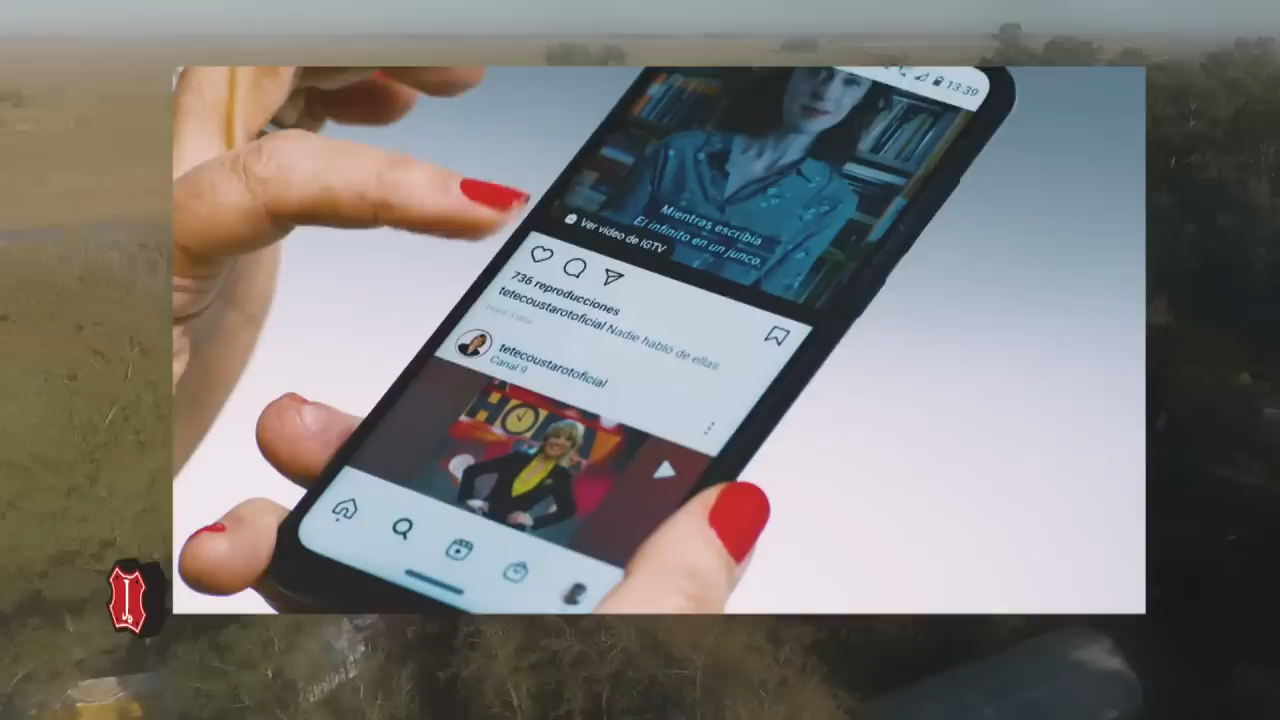 13.39
Mientras escribía
El infinito en un junco,
Ver video de IGTV
736 reproducciones
tetecoustarotoficial Nadie habló de ellas
tetecoustarotoficial
Canal 9
HO